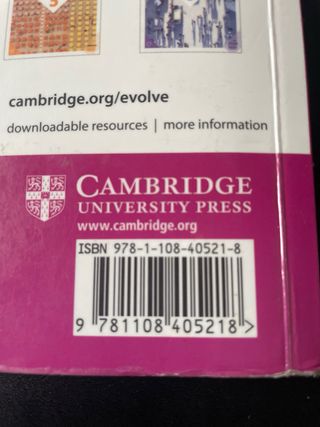 5
cambridge.org/evolve
downloadable resources | more information
CAMBRIDGE
UNIVERSITY PRESS
www.cambridge.org
ISBN 978-1-108-40521-8
9 781108 405218 >